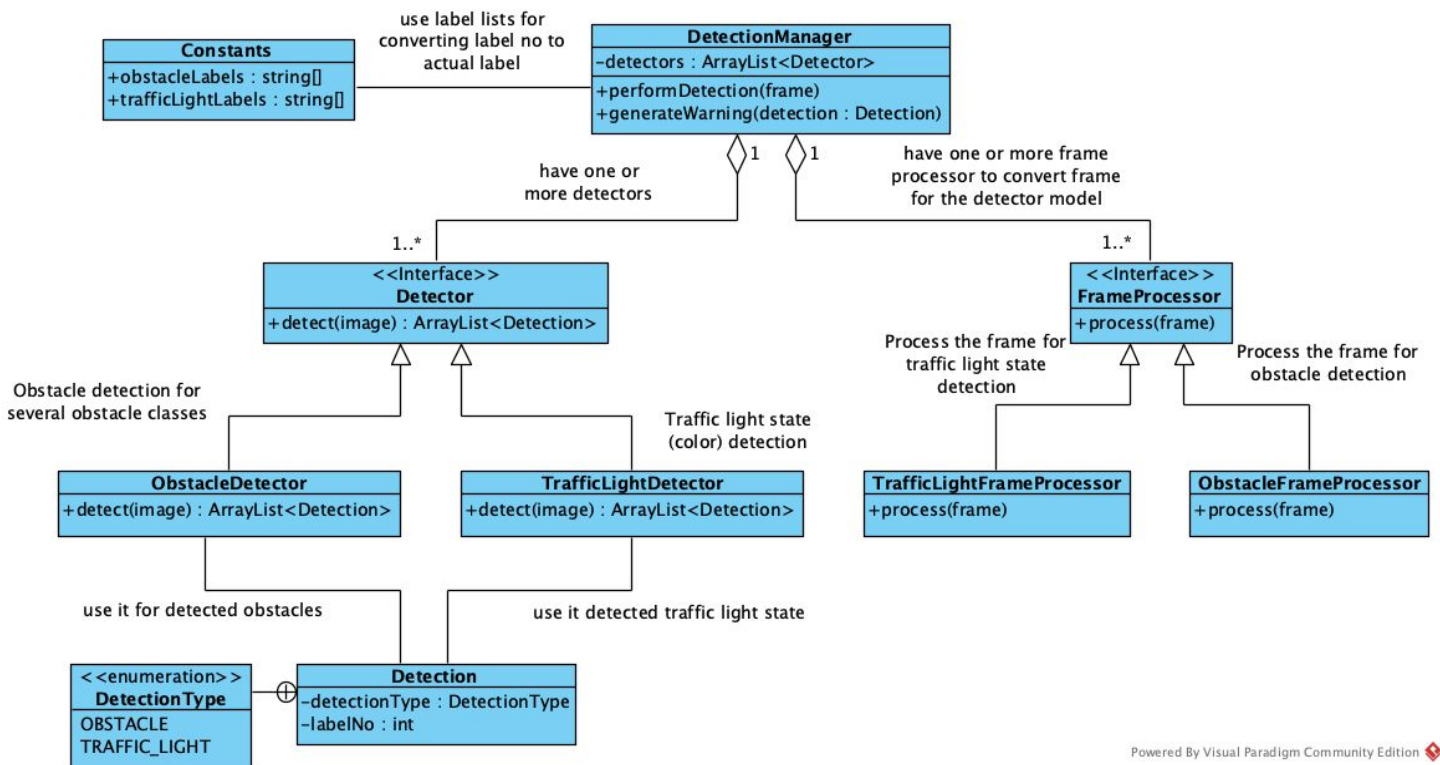 use label lists for
converting label no to
actual label
Constants
+obstacleLabels : string[]
+trafficLightLabels : string[]
DetectionManager
-detectors : ArrayList<Detector>
+performDetection(frame)
+generateWarning(detection : Detection)
1
1
have one or
more detectors
have one or more frame
processor to convert frame
for the detector model
1..*
1..*
<<Interface>>
Detector
+detect(image) : ArrayList<Detection>
<<Interface>>
FrameProcessor
+process(frame)
Obstacle detection for
several obstacle classes
Traffic light state
(color) detection
Process the frame for
traffic light state
detection
Process the frame for
obstacle detection
ObstacleDetector
+detect(image) : ArrayList<Detection>
TrafficLightDetector
+detect(image) : ArrayList<Detection>
TrafficLightFrameProcessor
+process(frame)
ObstacleFrameProcessor
+process(frame)
use it for detected obstacles
use it detected traffic light state
<<enumeration>>
DetectionType
OBSTACLE
TRAFFIC_LIGHT
Detection
-detectionType : DetectionType
-labelNo : int
Powered By Visual Paradigm Community Edition